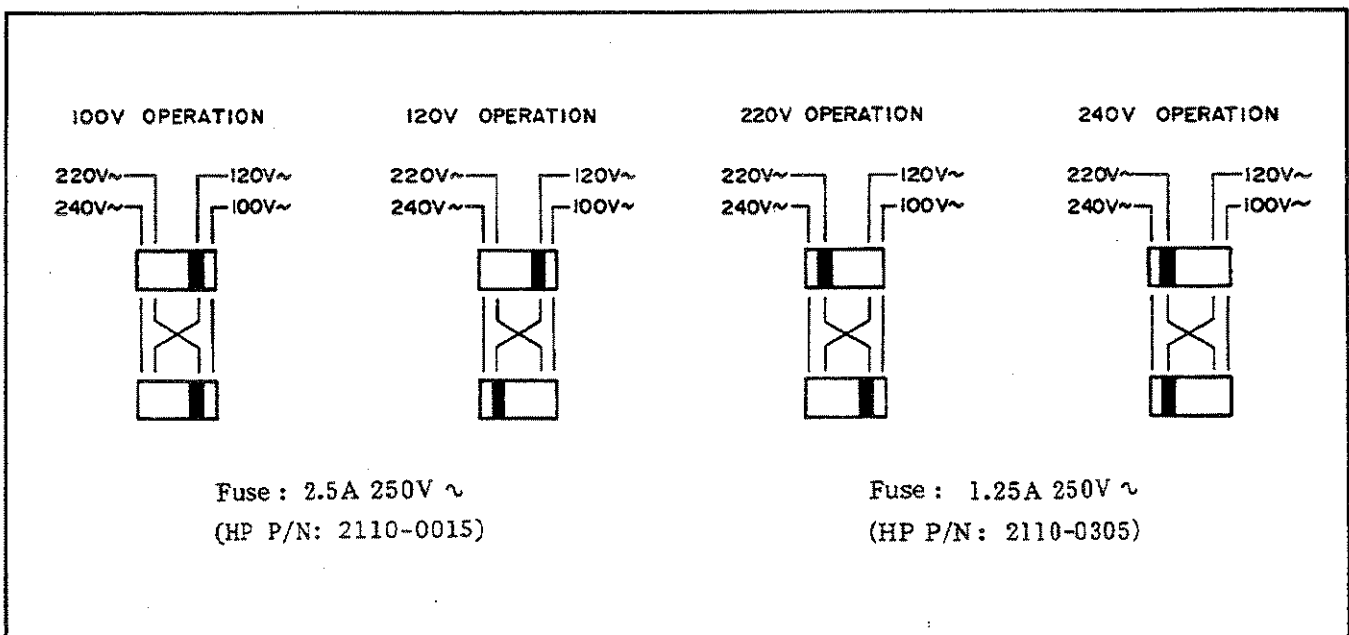 100V OPERATION
220V~ 120V~
240V~ 100V~
120V OPERATION
220V~ 120V~
240V~ 100V~
220V OPERATION
220V~ 120V~
240V~ 100V~
240V OPERATION
220V~ 120V~
240V~ 100V~
Fuse : 2.5A 250V ~
(HP P/N: 2110-0015)
Fuse : 1.25A 250V ~
(HP P/N : 2110-0305)